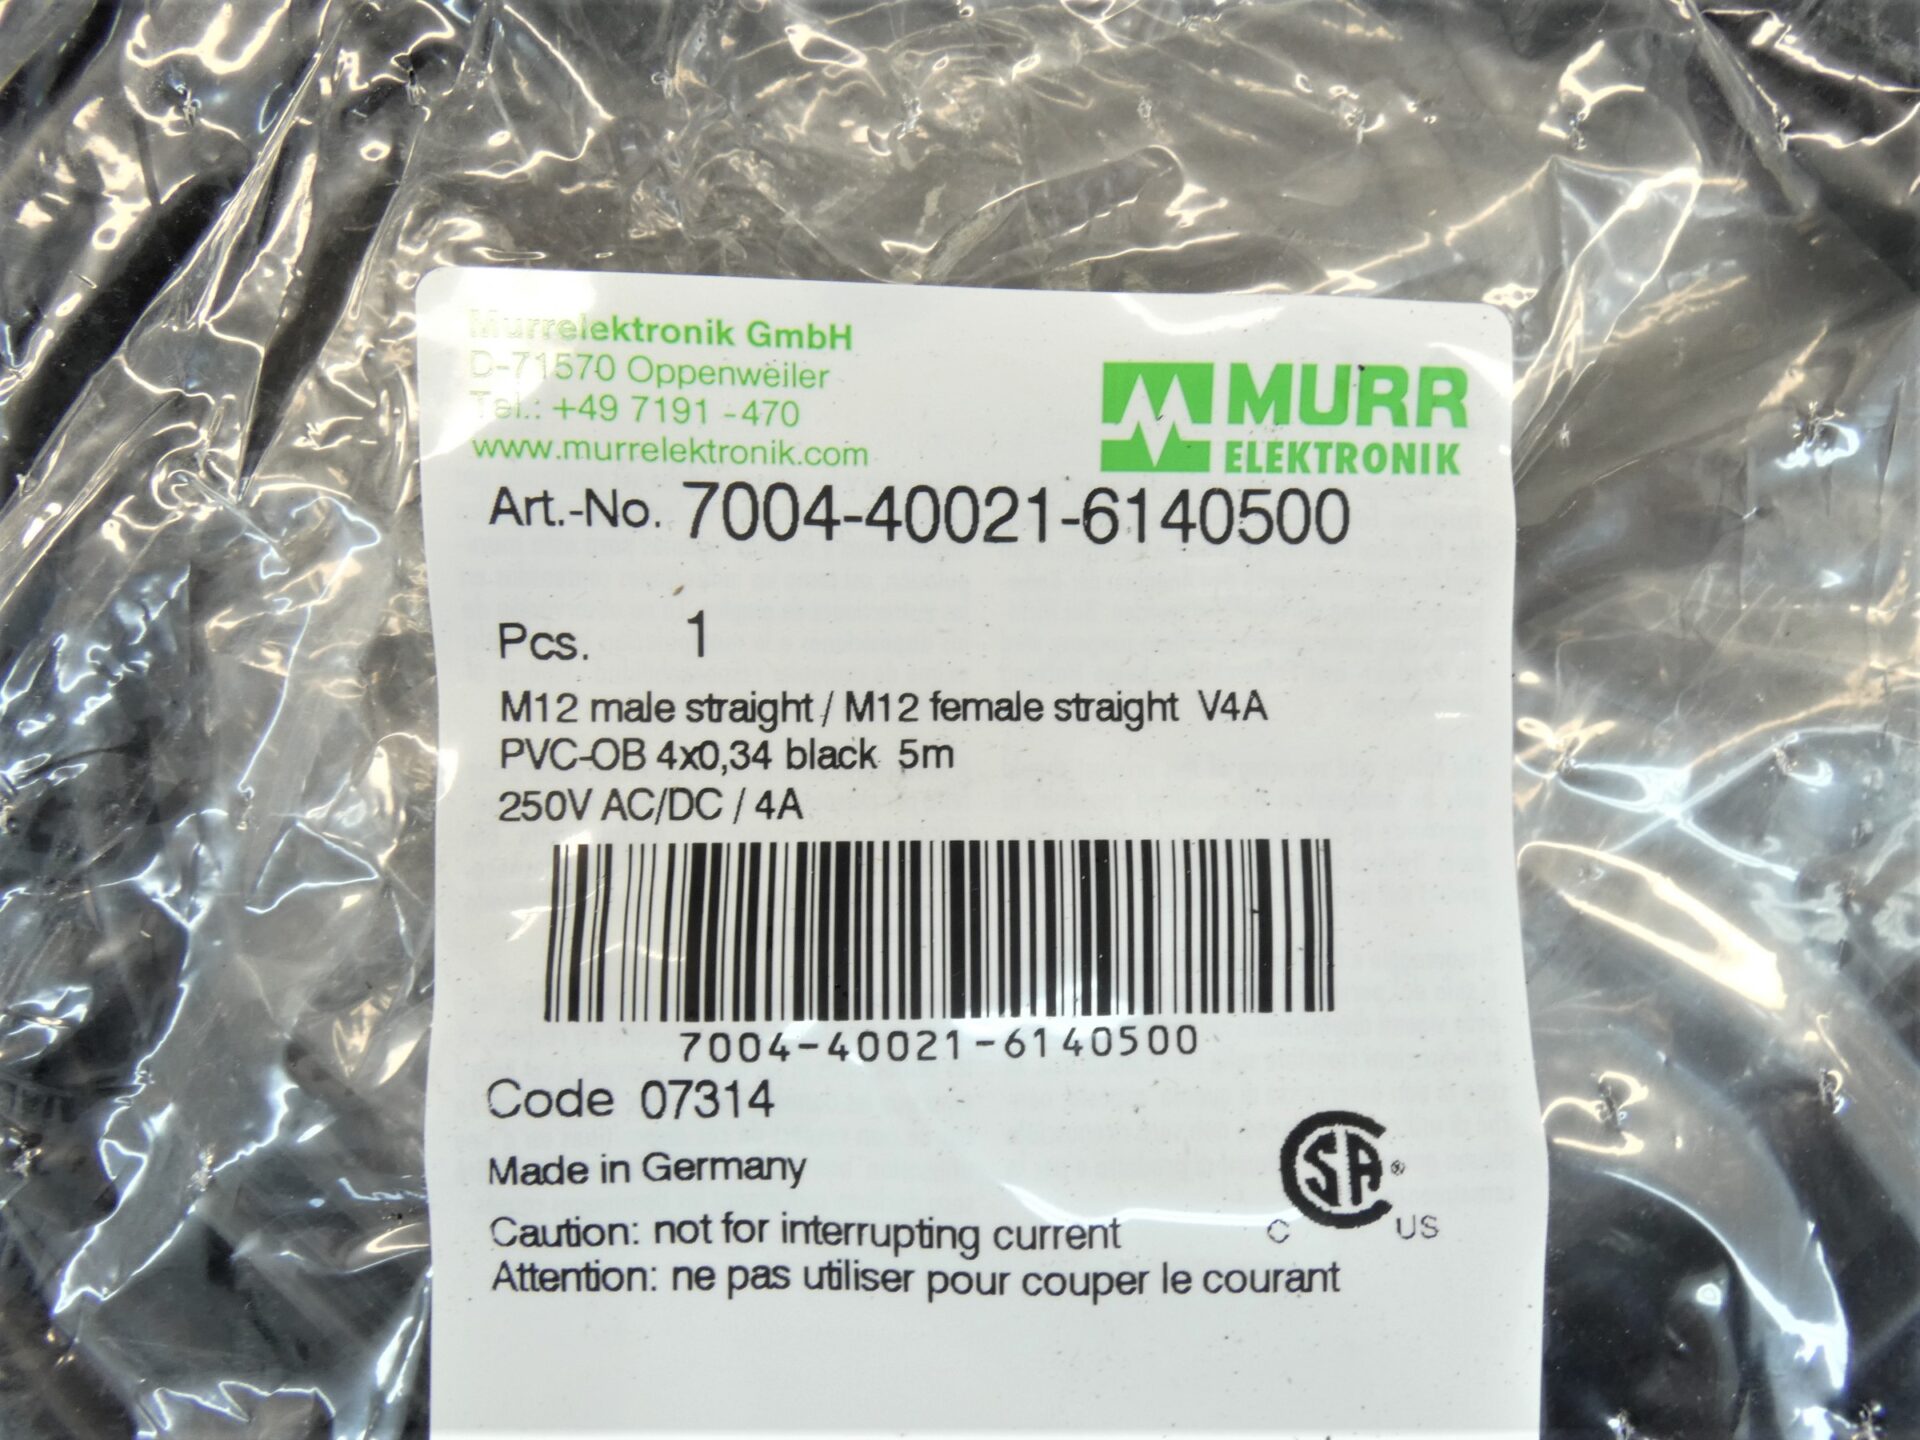 Murrelektronik GmbH
D-71570 Oppenweiler
Tel.: +49 7191 - 470
www.murrelektronik.com
MURR
ELEKTRONIK
Art.-No. 7004-40021-6140500
Pcs. 1
M12 male straight / M12 female straight V4A
PVC-OB 4x0,34 black 5m
250V AC/DC / 4A
7004-40021-6140500
Code 07314
Made in Germany
SA ®
C US
Caution: not for interrupting current
Attention: ne pas utiliser pour couper le courant